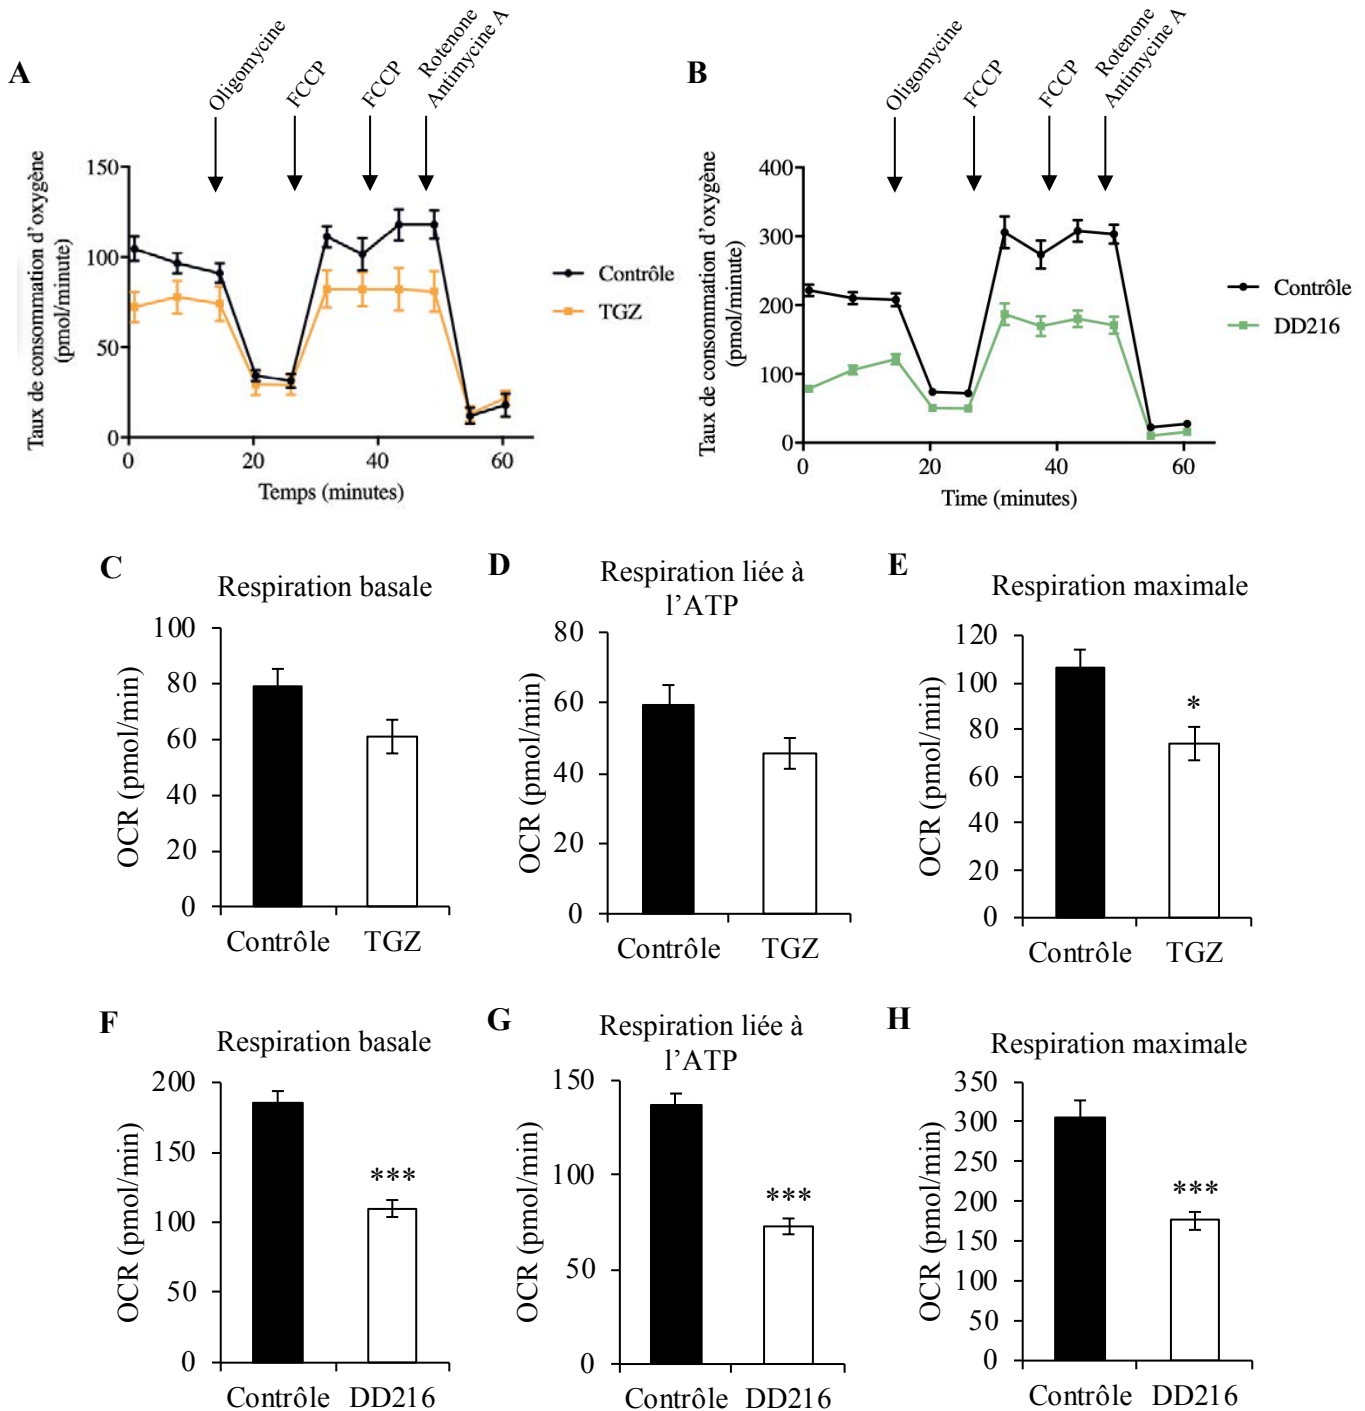 A
Oligomycine
FCCP
FCCP
Rotenone
Antimycine A
Taux de consommation d'oxygène
(pmol/minute)
150
100
50
0
0
20
40
60
Temps (minutes)
Contrôle
TGZ
B
Oligomycine
FCCP
FCCP
Rotenone
Antimycine A
Taux de consommation d'oxygène
(pmol/minute)
400
300
200
100
0
0
20
40
60
Time (minutes)
Contrôle
DD216
C
Respiration basale
OCR (pmol/min)
100
80
60
40
20
0
Contrôle
TGZ
D
Respiration liée à
l'ATP
OCR (pmol/min)
80
60
40
20
0
Contrôle
TGZ
E
Respiration maximale
OCR (pmol/min)
120
100
80
60
40
20
0
*
Contrôle
TGZ
F
Respiration basale
OCR (pmol/min)
200
150
100
50
0
***
Contrôle
DD216
G
Respiration liée à
l'ATP
OCR (pmol/min)
150
100
50
0
***
Contrôle
DD216
H
Respiration maximale
OCR (pmol/min)
350
300
250
200
150
100
50
0
***
Contrôle
DD216